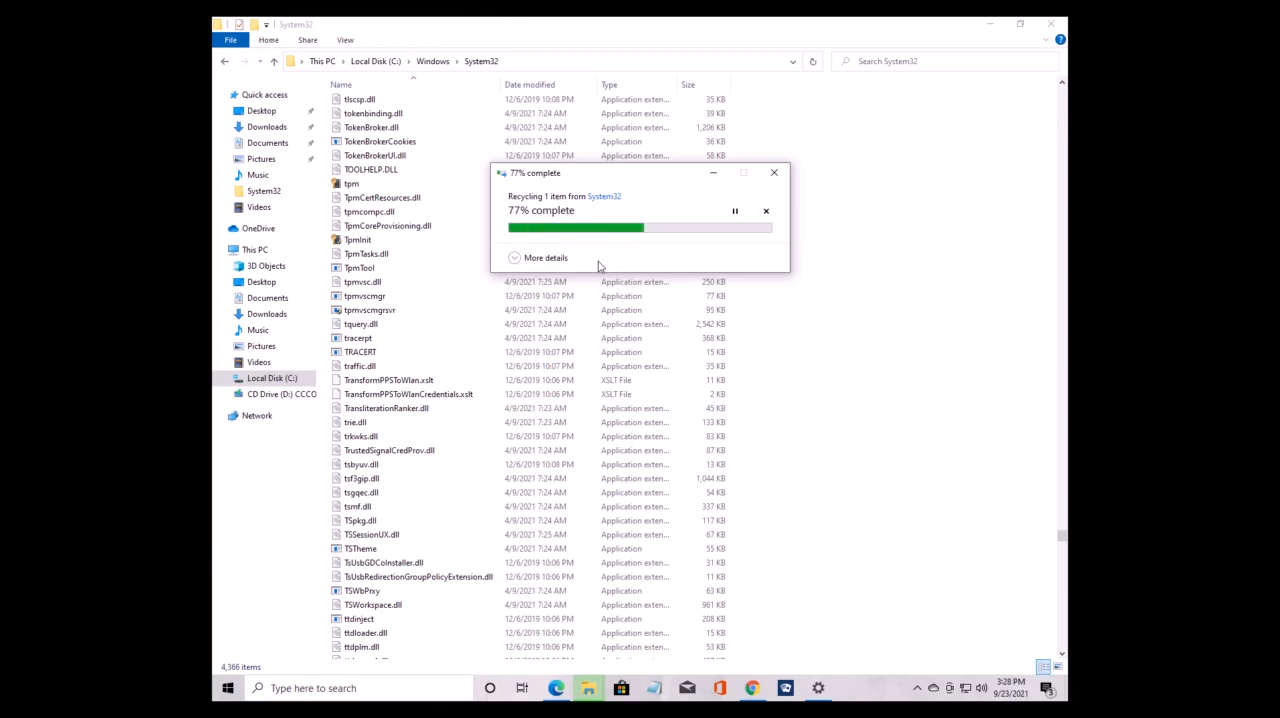 System32
File Home Share View
This PC Local Disk (C:) Windows System32 Search System32
Name Date modified Type Size
Quick access
Desktop
Downloads
Documents
Pictures
Music
System32
Videos
OneDrive
This PC
3D Objects
Desktop
Documents
Downloads
Music
Pictures
Videos
Local Disk (C:)
CD Drive (D:) CCCO
Network
tlscsp.dll 12/6/2019 10:08 PM Application exten... 35 KB
tokenbinding.dll 4/9/2021 7:24 AM Application exten... 39 KB
TokenBroker.dll 4/9/2021 7:24 AM Application exten... 1,206 KB
TokenBrokerCookies 4/9/2021 7:24 AM Application 36 KB
TokenBrokerUI.dll 12/6/2019 10:07 PM Application exten... 58 KB
TOOLHELP.DLL
tpm
TpmCertResources.dll
tpmcompc.dll
TpmCoreProvisioning.dll
TpmInit
TpmTasks.dll
TpmTool
77% complete
Recycling 1 item from System32
77% complete
More details
tpmvsc.dll 4/9/2021 7:25 AM Application exten... 250 KB
tpmvscmgr 12/6/2019 10:07 PM Application 77 KB
tpmvscmgrsvr 4/9/2021 7:24 AM Application 95 KB
tquery.dll 4/9/2021 7:24 AM Application exten... 2,542 KB
tracerpt 4/9/2021 7:24 AM Application 368 KB
TRACERT 12/6/2019 10:07 PM Application 15 KB
traffic.dll 12/6/2019 10:07 PM Application exten... 35 KB
TransformPPSToWlan.xslt 12/6/2019 10:06 PM XSLT File 11 KB
TransformPPSToWlanCredentials.xslt 12/6/2019 10:06 PM XSLT File 2 KB
TransliterationRanker.dll 4/9/2021 7:23 AM Application exten... 45 KB
trie.dll 4/9/2021 7:23 AM Application exten... 133 KB
trkwks.dll 12/6/2019 10:07 PM Application exten... 83 KB
TrustedSignalCredProv.dll 4/9/2021 7:24 AM Application exten... 87 KB
tsbyuv.dll 12/6/2019 10:08 PM Application exten... 13 KB
tsf3gip.dll 4/9/2021 7:24 AM Application exten... 1,044 KB
tsgqec.dll 4/9/2021 7:24 AM Application exten... 54 KB
tsmf.dll 4/9/2021 7:24 AM Application exten... 337 KB
TSpkg.dll 4/9/2021 7:24 AM Application exten... 117 KB
TSSessionUX.dll 4/9/2021 7:25 AM Application exten... 67 KB
TSTheme 4/9/2021 7:24 AM Application 55 KB
TsUsbGDCoInstaller.dll 12/6/2019 10:06 PM Application exten... 31 KB
TsUsbRedirectionGroupPolicyExtension.dll 12/6/2019 10:06 PM Application exten... 11 KB
TSWbPrxy 4/9/2021 7:24 AM Application 63 KB
TSWorkspace.dll 4/9/2021 7:24 AM Application exten... 961 KB
ttdinject 12/6/2019 10:06 PM Application 208 KB
ttdloader.dll 12/6/2019 10:06 PM Application exten... 15 KB
ttdplm.dll 12/6/2019 10:06 PM Application exten... 53 KB
4,366 items
Type here to search
3:28 PM
9/23/2021
3